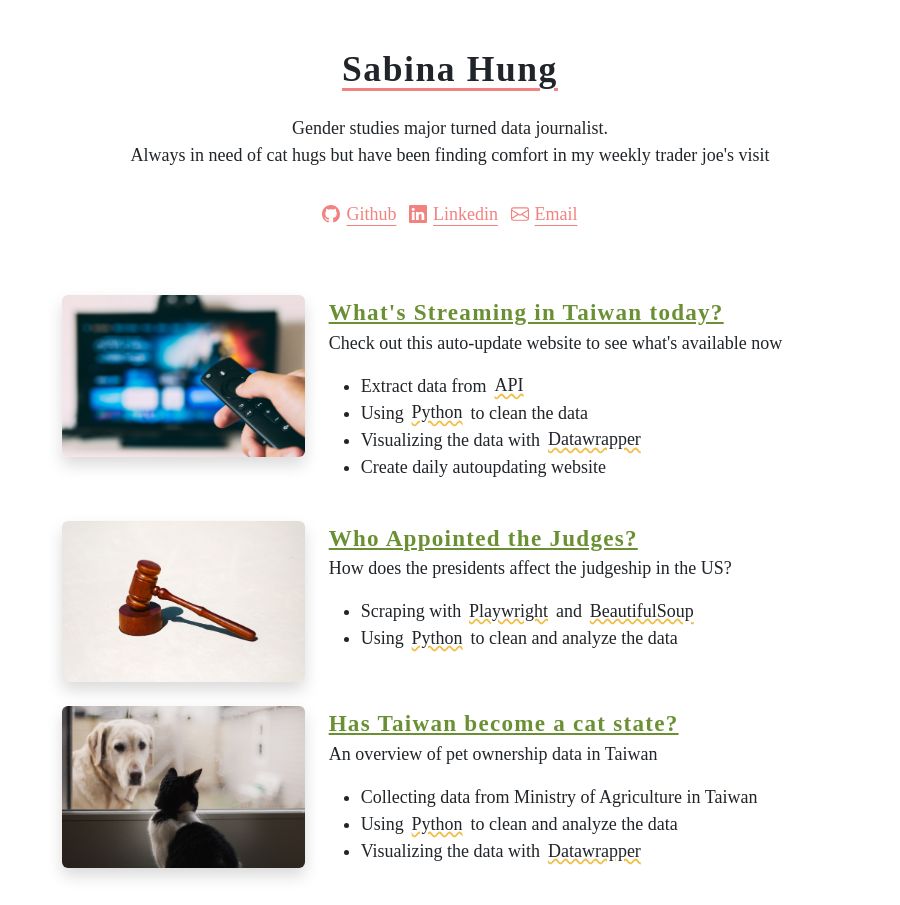 Sabina Hung
Gender studies major turned data journalist.
Always in need of cat hugs but have been finding comfort in my weekly trader joe's visit
Github Linkedin Email
What's Streaming in Taiwan today?
Check out this auto-update website to see what's available now
Extract data from API
Using Python to clean the data
Visualizing the data with Datawrapper
Create daily autoupdating website
Who Appointed the Judges?
How does the presidents affect the judgeship in the US?
Scraping with Playwright and BeautifulSoup
Using Python to clean and analyze the data
Has Taiwan become a cat state?
An overview of pet ownership data in Taiwan
Collecting data from Ministry of Agriculture in Taiwan
Using Python to clean and analyze the data
Visualizing the data with Datawrapper